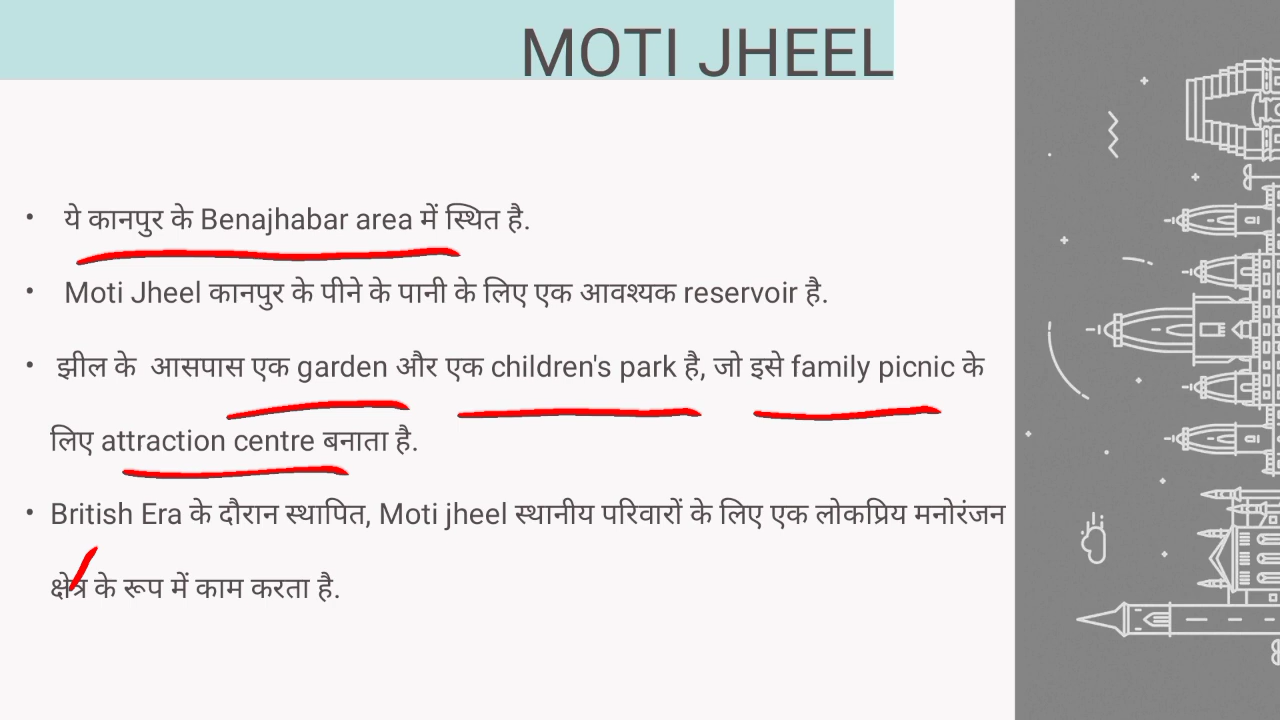 MOTI JHEEL
• ये कानपुर के Benajhabar area में स्थित है.
• Moti Jheel कानपुर के पीने के पानी के लिए एक आवश्यक reservoir है.
• झील के आसपास एक garden और एक children's park है, जो इसे family picnic के
लिए attraction centre बनाता है.
• British Era के दौरान स्थापित, Moti jheel स्थानीय परिवारों के लिए एक लोकप्रिय मनोरंजन
क्षेत्र के रूप में काम करता है.